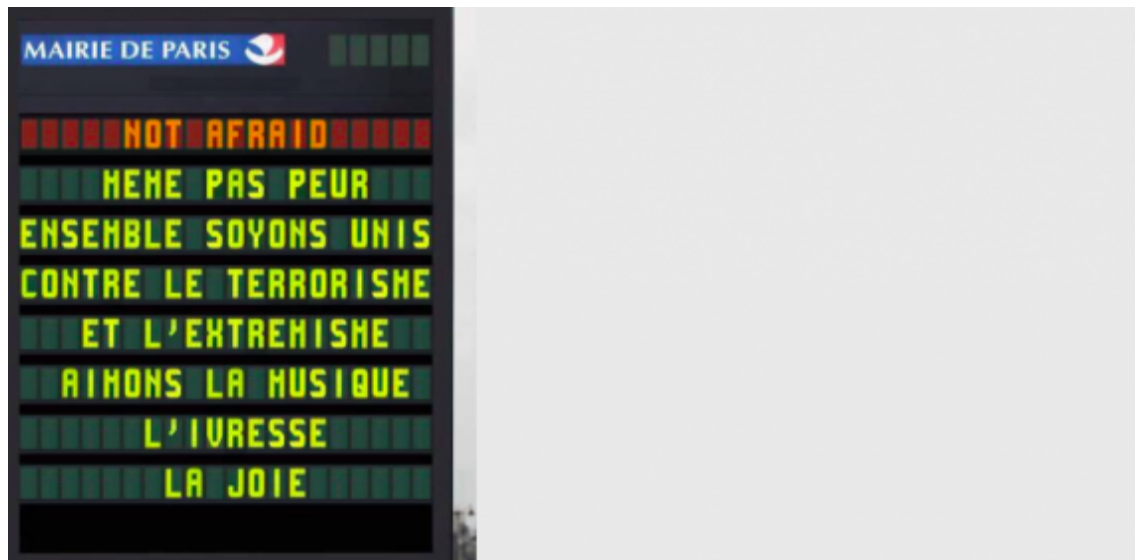 MAIRIE DE PARIS
NOT AFRAID
MEME PAS PEUR
ENSEMBLE SOYONS UNIS
CONTRE LE TERRORISME
ET L'EXTREMISME
AIMONS LA MUSIQUE
L'IVRESSE
LA JOIE